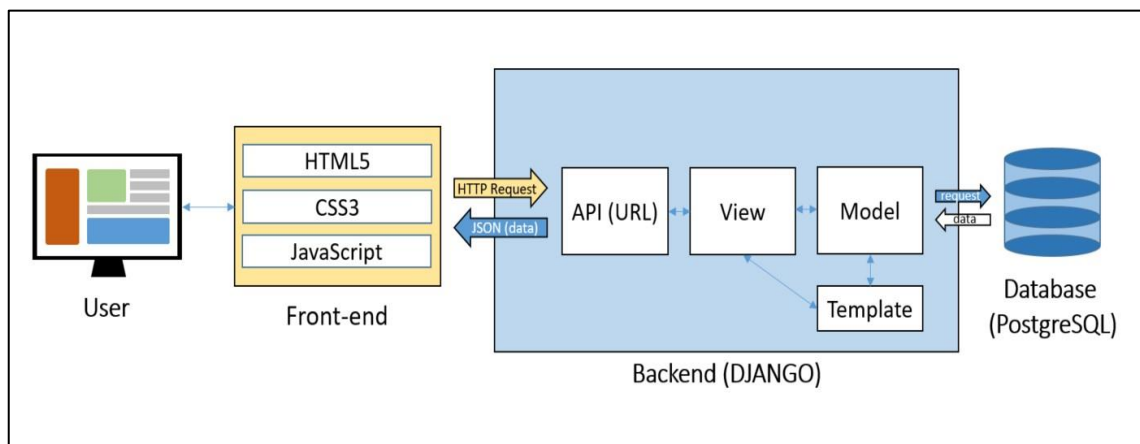 User
HTML5
CSS3
JavaScript
Front-end
HTTP Request
JSON (data)
API (URL)
View
Model
Template
Backend (DJANGO)
request
data
Database
(PostgreSQL)